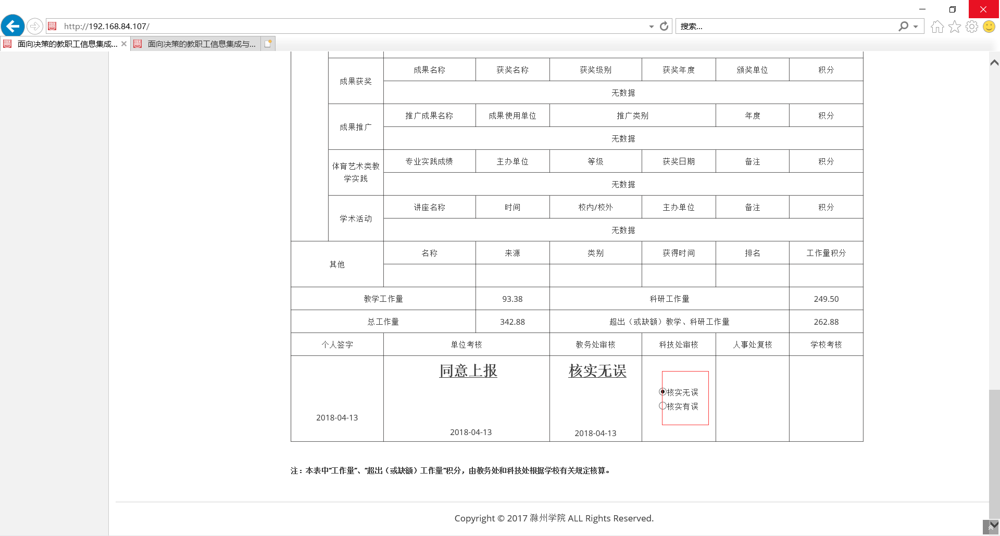 http://192.168.84.107/
搜索...
面向决策的教职工信息集成...
面向决策的教职工信息集成与...
成果获奖
成果名称 获奖名称 获奖级别 获奖年度 颁奖单位 积分
无数据
成果推广
推广成果名称 成果使用单位 推广类别 年度 积分
无数据
体育艺术类教
学实践
专业实践成绩 主办单位 等级 获奖日期 备注 积分
无数据
学术活动
讲座名称 时间 校内/校外 主办单位 备注 积分
无数据
其他
名称 来源 类别 获得时间 排名 工作量积分
教学工作量 93.38 科研工作量 249.50
总工作量 342.88 超出（或缺额）教学、科研工作量 262.88
个人签字 单位考核 教务处审核 科技处审核 人事处复核 学校考核
同意上报 核实无误
核实无误
核实有误
2018-04-13
2018-04-13
2018-04-13
注：本表中“工作量”、“超出（或缺额）工作量”积分，由教务处和科技处根据学校有关规定核算。
Copyright © 2017 滁州学院 ALL Rights Reserved.